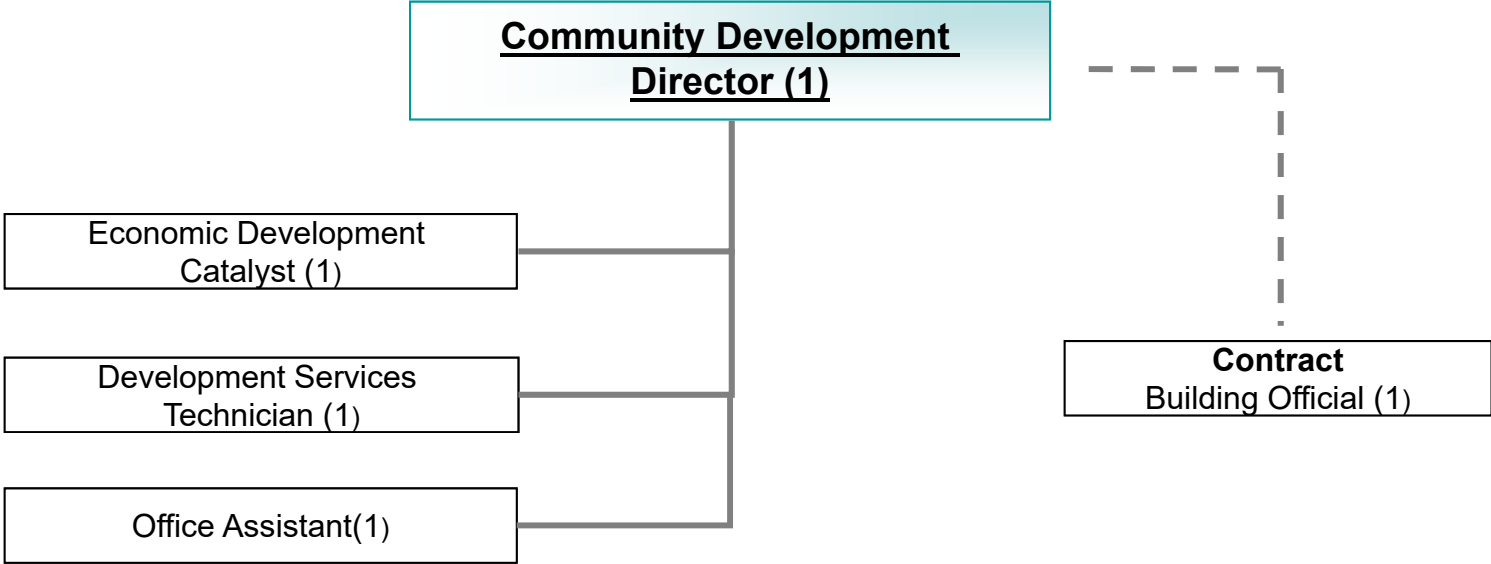 Community Development
Director (1)
Economic Development
Catalyst (1)
Development Services
Technician (1)
Office Assistant(1)
Contract
Building Official (1)